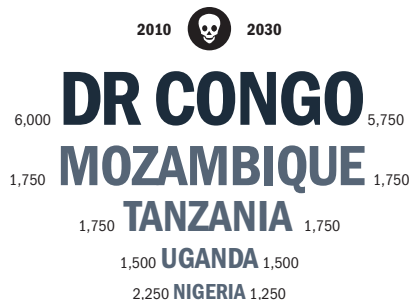 2010 2030
6,000 DR CONGO 5,750
1,750 MOZAMBIQUE 1,750
1,750 TANZANIA 1,750
1,500 UGANDA 1,500
2,250 NIGERIA 1,250